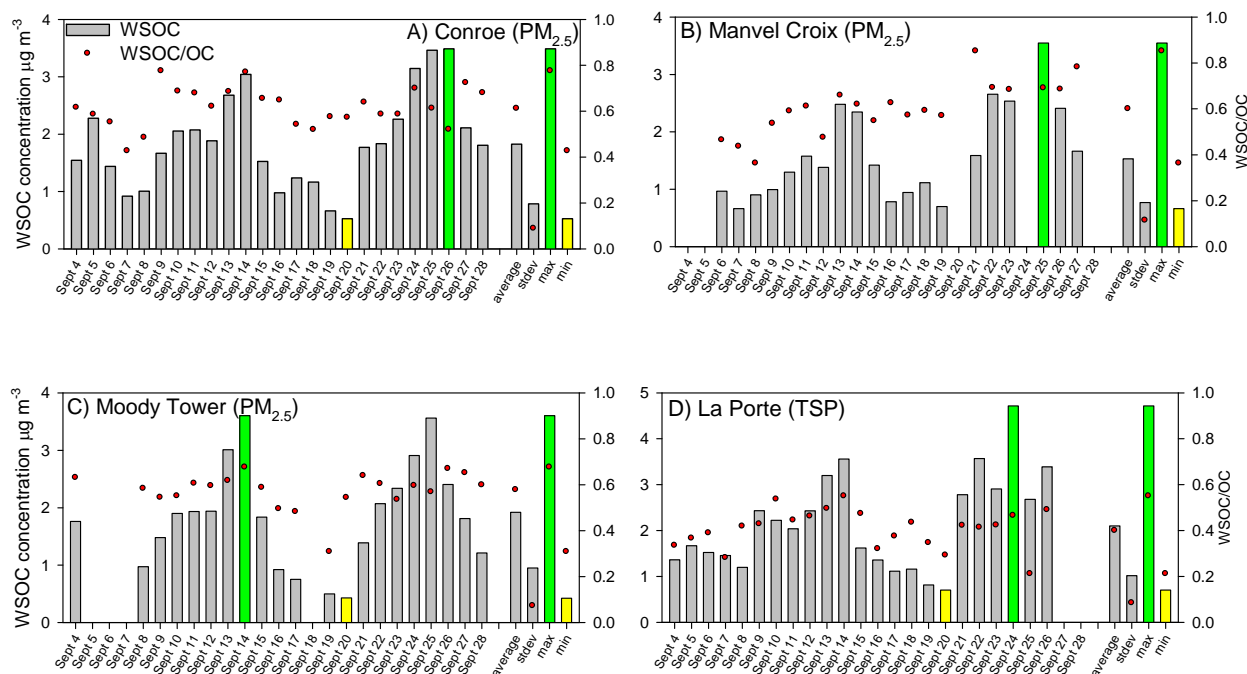 A) Conroe (PM2.5)
WSOC
WSOC/OC
WSOC concentration µg m-3
4
3
2
1
0
1.0
0.8
0.6
0.4
0.2
0.0
Sept 4
Sept 5
Sept 6
Sept 7
Sept 8
Sept 9
Sept 10
Sept 11
Sept 12
Sept 13
Sept 14
Sept 15
Sept 16
Sept 17
Sept 18
Sept 19
Sept 20
Sept 21
Sept 22
Sept 23
Sept 24
Sept 25
Sept 26
Sept 27
Sept 28
average
stdev
max
min
B) Manvel Croix (PM2.5)
4
3
2
1
0
1.0
0.8
0.6
0.4
0.2
0.0
WSOC/OC
Sept 4
Sept 5
Sept 6
Sept 7
Sept 8
Sept 9
Sept 10
Sept 11
Sept 12
Sept 13
Sept 14
Sept 15
Sept 16
Sept 17
Sept 18
Sept 19
Sept 20
Sept 21
Sept 22
Sept 23
Sept 24
Sept 25
Sept 26
Sept 27
Sept 28
average
stdev
max
min
C) Moody Tower (PM2.5)
WSOC concentration µg m-3
4
3
2
1
0
1.0
0.8
0.6
0.4
0.2
0.0
Sept 4
Sept 5
Sept 6
Sept 7
Sept 8
Sept 9
Sept 10
Sept 11
Sept 12
Sept 13
Sept 14
Sept 15
Sept 16
Sept 17
Sept 18
Sept 19
Sept 20
Sept 21
Sept 22
Sept 23
Sept 24
Sept 25
Sept 26
Sept 27
Sept 28
average
stdev
max
min
D) La Porte (TSP)
5
4
3
2
1
0
1.0
0.8
0.6
0.4
0.2
0.0
WSOC/OC
Sept 4
Sept 5
Sept 6
Sept 7
Sept 8
Sept 9
Sept 10
Sept 11
Sept 12
Sept 13
Sept 14
Sept 15
Sept 16
Sept 17
Sept 18
Sept 19
Sept 20
Sept 21
Sept 22
Sept 23
Sept 24
Sept 25
Sept 26
Sept 27
Sept 28
average
stdev
max
min